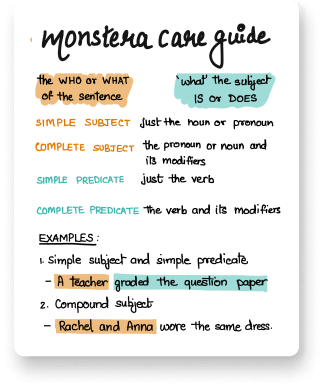 monstera care guide
the WHO or WHAT of the sentence
'what' the subject IS or DOES
SIMPLE SUBJECT just the noun or pronoun
COMPLETE SUBJECT the pronoun or noun and its modifiers
SIMPLE PREDICATE just the verb
COMPLETE PREDICATE the verb and its modifiers
EXAMPLES:
1. Simple subject and simple predicate
- A teacher graded the question paper
2. Compound subject
- Rachel and Anna wore the same dress.